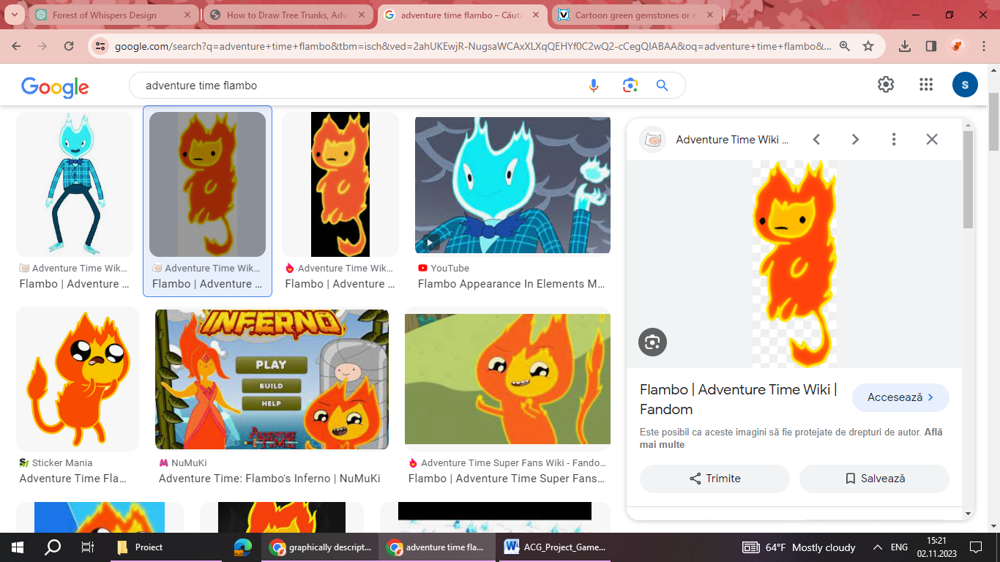 Forest of Whispers Design
How to Draw Tree Trunks, Adv
adventure time flambo – Căuta
Cartoon green gemstones or e
google.com/search?q=adventure+time+flambo&tbm=isch&ved=2ahUKEwjR-NugsaWCAxXLXqQEHYf0C2wQ2-cCegQIABAA&oq=adventure+time+flambo&...
Google
adventure time flambo
S
Adventure Time Wik...
Flambo | Adventure ...
Adventure Time Wik...
Flambo | Adventure ...
Adventure Time Wik...
Flambo | Adventure ...
YouTube
Flambo Appearance In Elements M...
INFERNO
PLAY
BUILD
HELP
ADVENTURE
TIME
Sticker Mania
Adventure Time Fla...
NuMuKi
Adventure Time: Flambo's Inferno | NuMuKi
Adventure Time Super Fans Wiki - Fando...
Flambo | Adventure Time Super Fans...
Adventure Time Wiki ...
Flambo | Adventure Time Wiki |
Fandom
Accesează
Este posibil ca aceste imagini să fie protejate de drepturi de autor. Află
mai multe
Trimite
Salvează
Proiect
graphically descript...
adventure time fla...
ACG_Project_Game...
64°F Mostly cloudy
ENG
15:21
02.11.2023